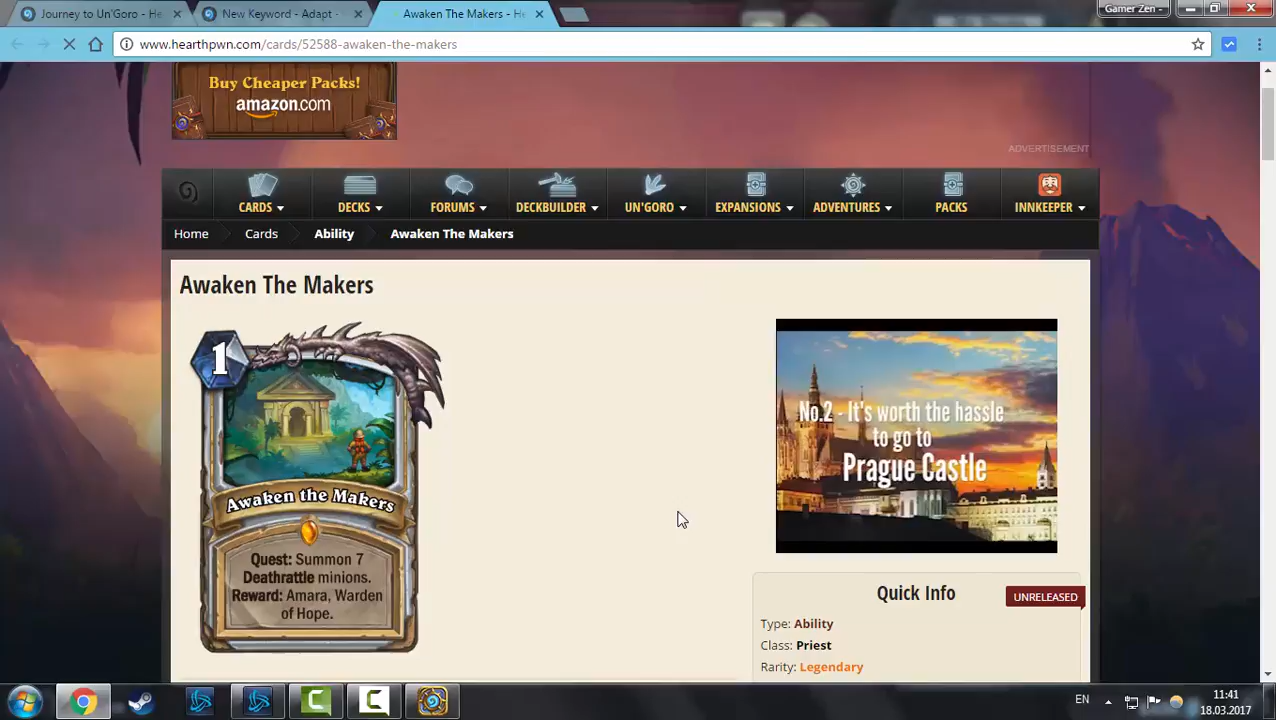 Journey to Un'Goro - He
New Keyword - Adapt -
Awaken The Makers - He
Gamer Zen -
www.hearthpwn.com/cards/52588-awaken-the-makers
Buy Cheaper Packs!
amazon.com
ADVERTISEMENT
CARDS
DECKS
FORUMS
DECKBUILDER
UN'GORO
EXPANSIONS
ADVENTURES
PACKS
INNKEEPER
Home
Cards
Ability
Awaken The Makers
Awaken The Makers
1
Awaken the Makers
Quest: Summon 7
Deathrattle minions.
Reward: Amara, Warden
of Hope.
No.2 - It's worth the hassle
to go to
Prague Castle
Quick Info
UNRELEASED
Type: Ability
Class: Priest
Rarity: Legendary
EN
11:41
18.03.2017